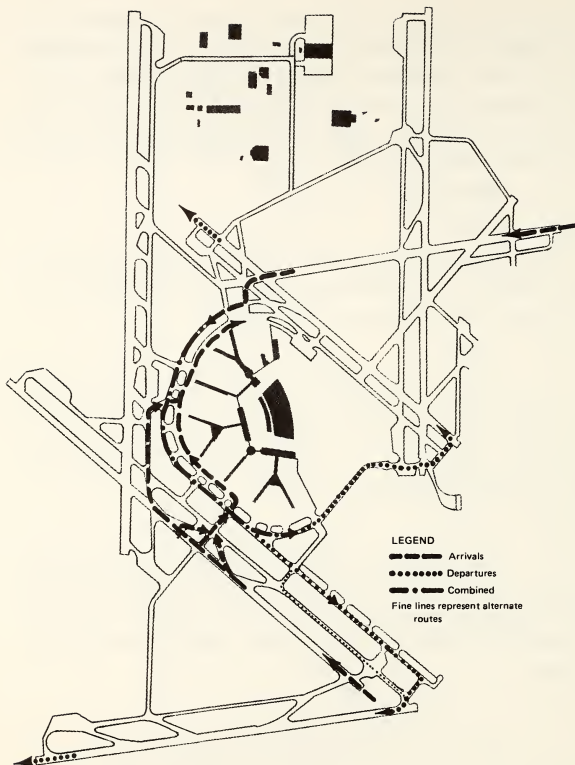 LEGEND
Arrivals
Departures
Combined
Fine lines represent alternate
routes